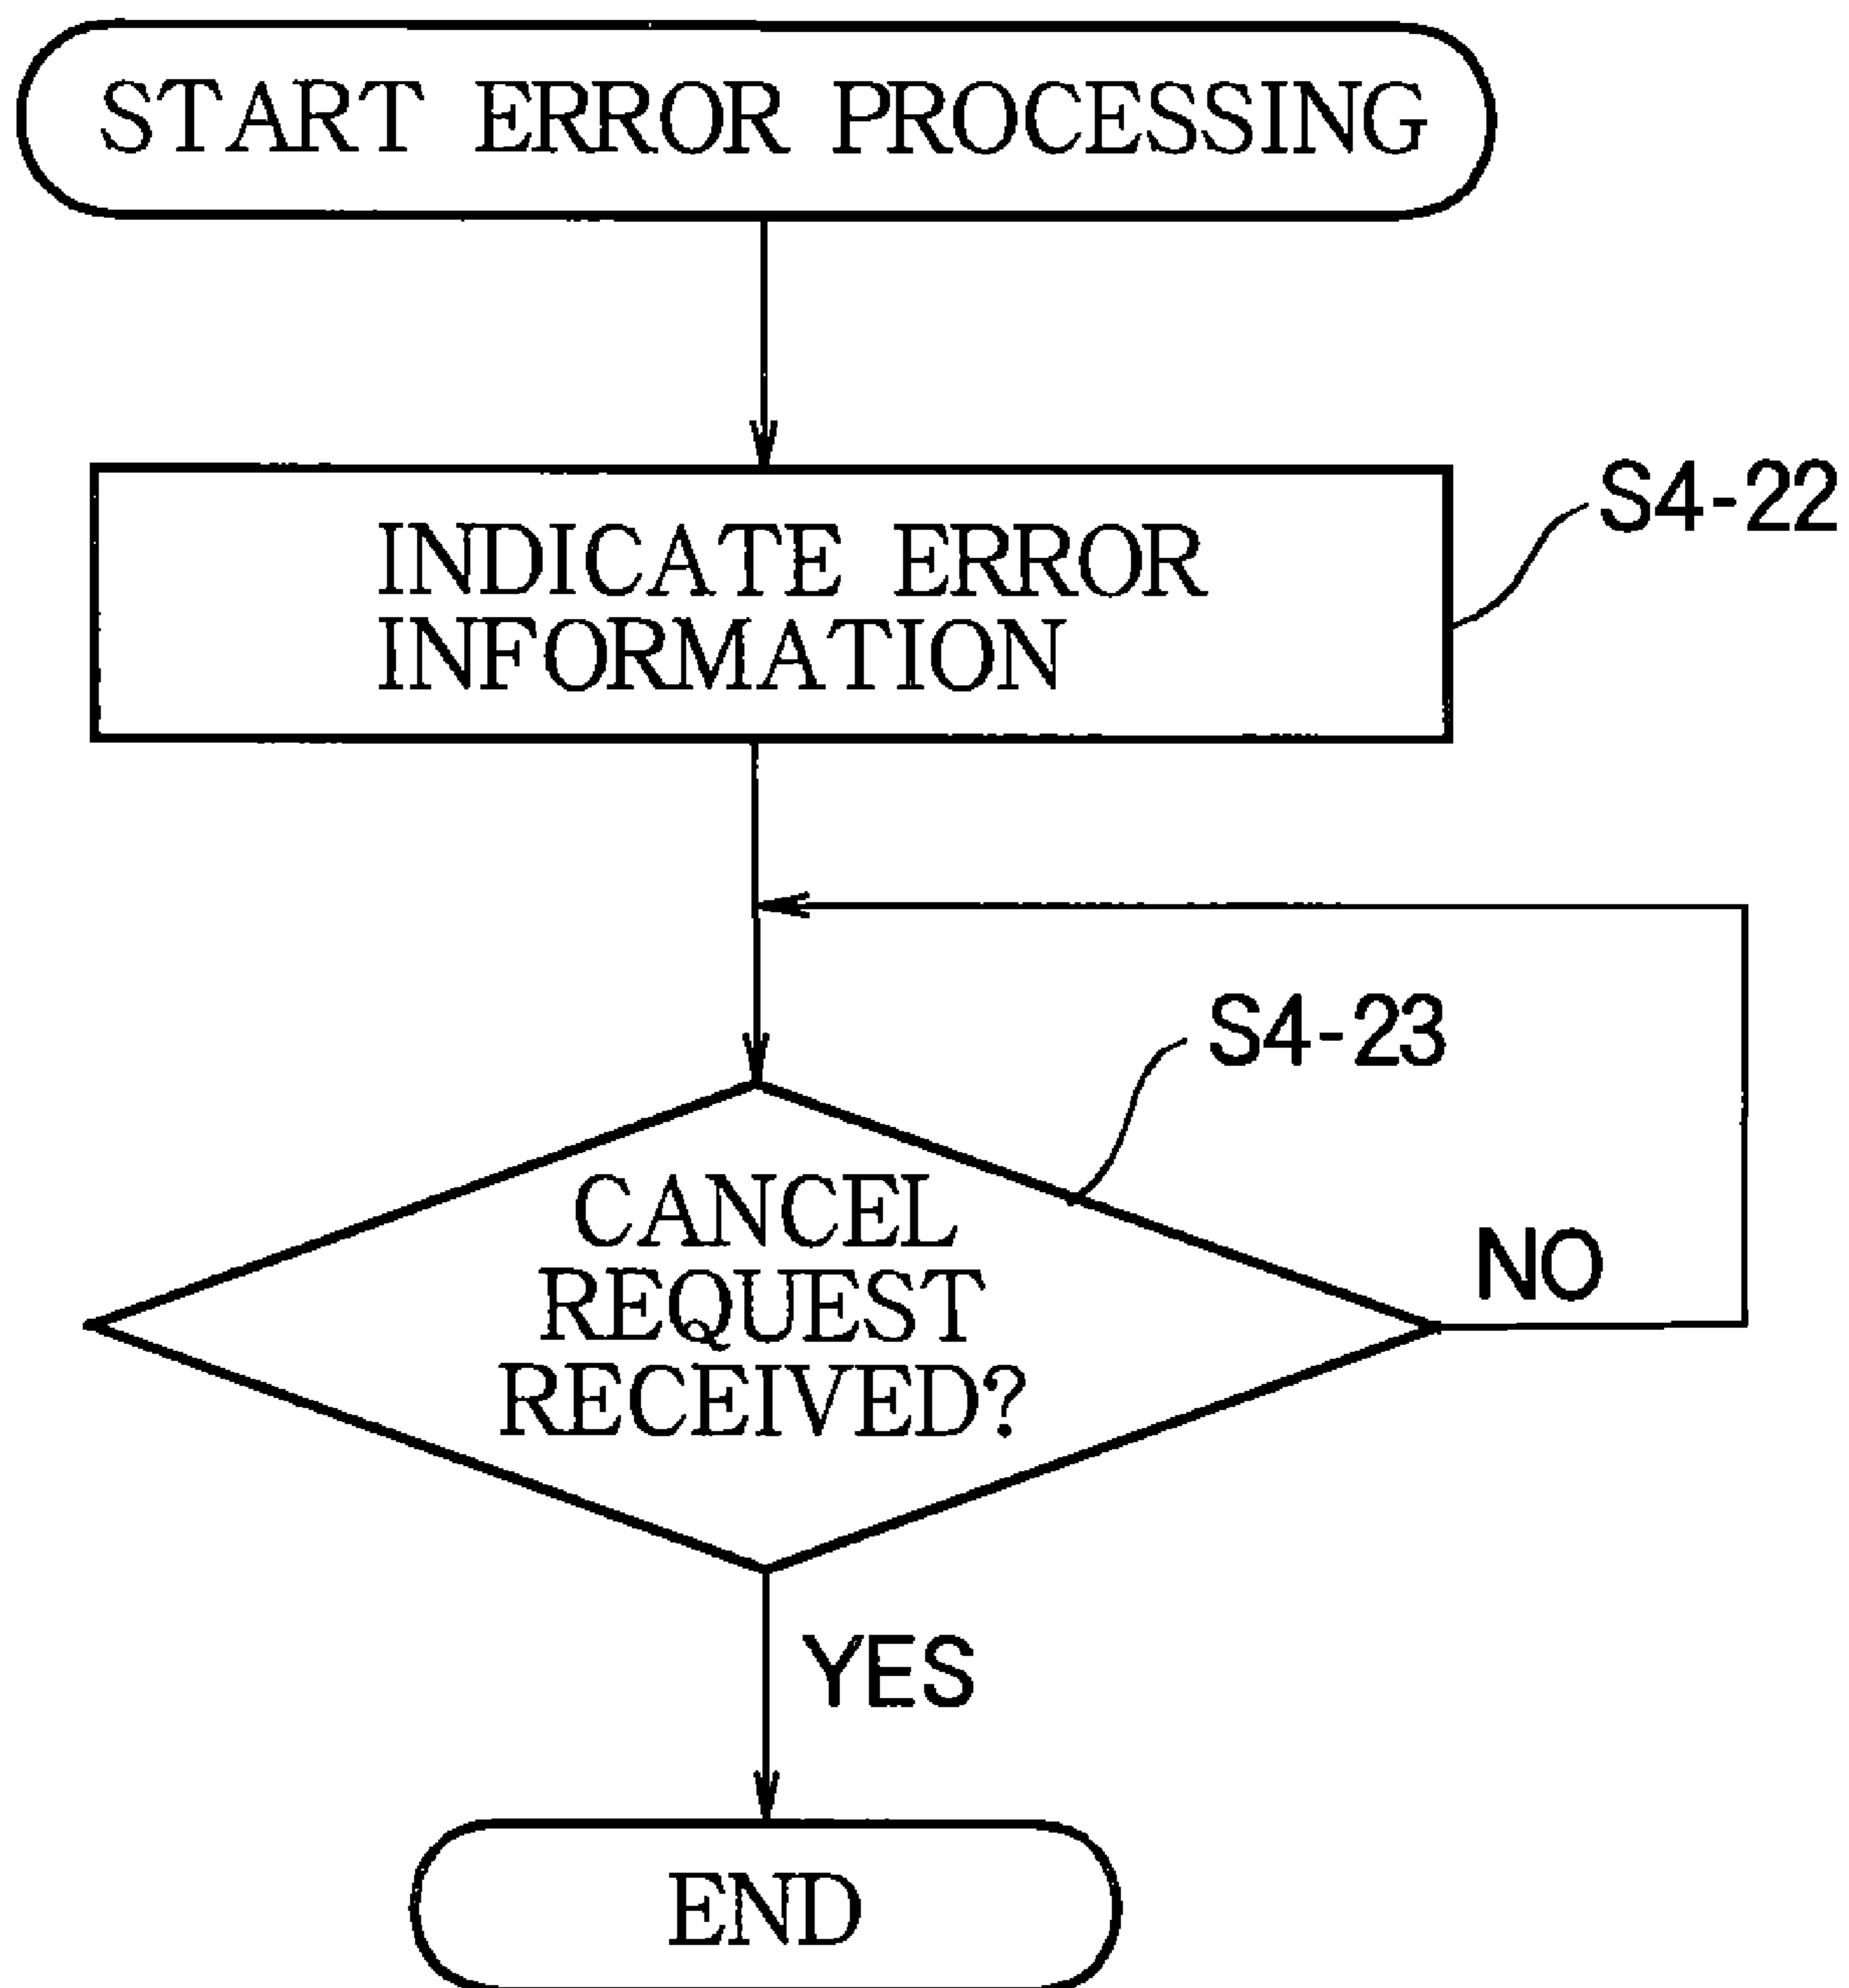 START ERROR PROCESSING
INDICATE ERROR
INFORMATION
S4-22
S4-23
CANCEL
REQUEST
RECEIVED?
NO
YES
END